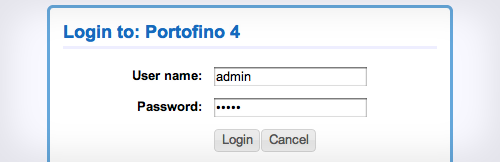 Login to: Portofino 4
User name: admin
Password: •••••
Login Cancel